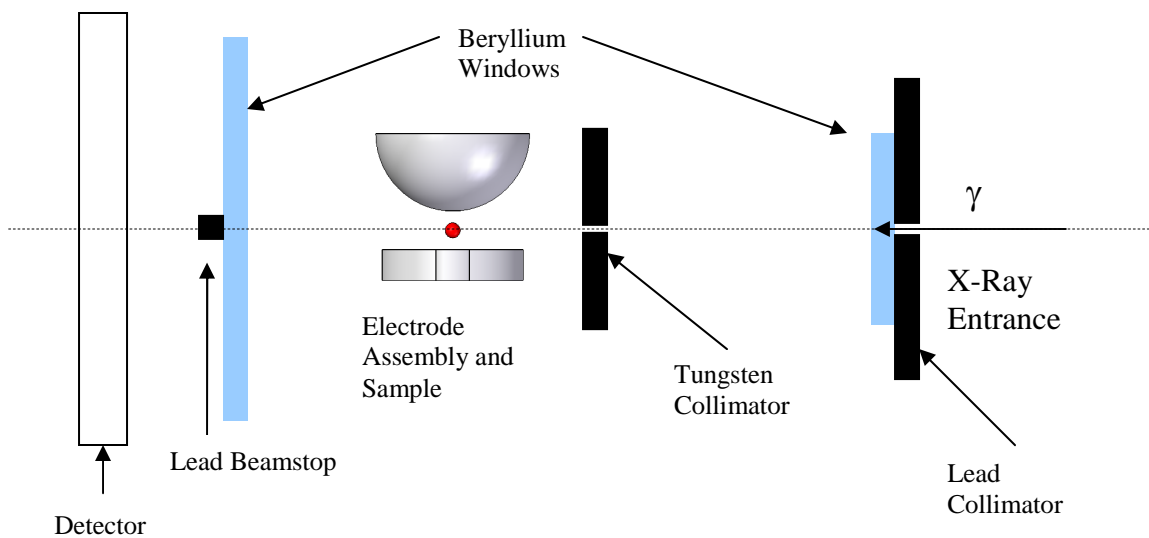 Beryllium
Windows
γ
X-Ray
Entrance
Electrode
Assembly and
Sample
Tungsten
Collimator
Lead Beamstop
Lead
Collimator
Detector